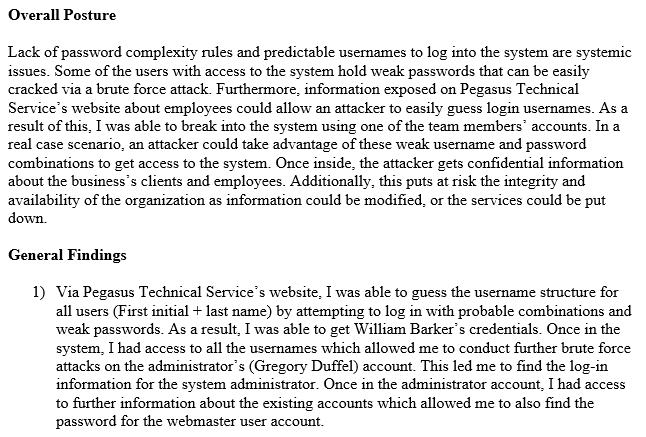 Overall Posture
Lack of password complexity rules and predictable usernames to log into the system are systemic
issues. Some of the users with access to the system hold weak passwords that can be easily
cracked via a brute force attack. Furthermore, information exposed on Pegasus Technical
Service's website about employees could allow an attacker to easily guess login usernames. As a
result of this, I was able to break into the system using one of the team members' accounts. In a
real case scenario, an attacker could take advantage of these weak username and password
combinations to get access to the system. Once inside, the attacker gets confidential information
about the business's clients and employees. Additionally, this puts at risk the integrity and
availability of the organization as information could be modified, or the services could be put
down.
General Findings
1) Via Pegasus Technical Service's website, I was able to guess the username structure for
all users (First initial + last name) by attempting to log in with probable combinations and
weak passwords. As a result, I was able to get William Barker's credentials. Once in the
system, I had access to all the usernames which allowed me to conduct further brute force
attacks on the administrator's (Gregory Duffel) account. This led me to find the log-in
information for the system administrator. Once in the administrator account, I had access
to further information about the existing accounts which allowed me to also find the
password for the webmaster user account.